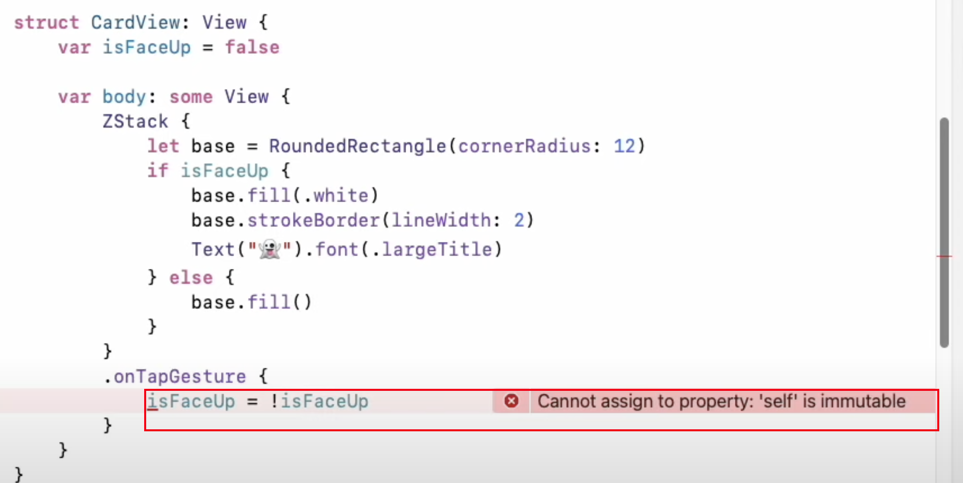 struct CardView: View {
    var isFaceUp = false

    var body: some View {
        ZStack {
            let base = RoundedRectangle(cornerRadius: 12)
            if isFaceUp {
                base.fill(.white)
                base.strokeBorder(lineWidth: 2)
                Text("👻").font(.largeTitle)
            } else {
                base.fill()
            }
        }
        .onTapGesture {
            isFaceUp = !isFaceUp Cannot assign to property: 'self' is immutable
        }
    }
}